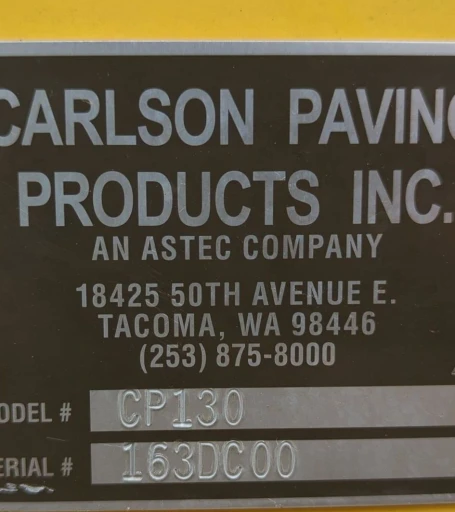 CARLSON PAVING
PRODUCTS INC.
AN ASTEC COMPANY
18425 50TH AVENUE E.
TACOMA, WA 98446
(253) 875-8000
ODEL # CP130
ERIAL # 163DC00